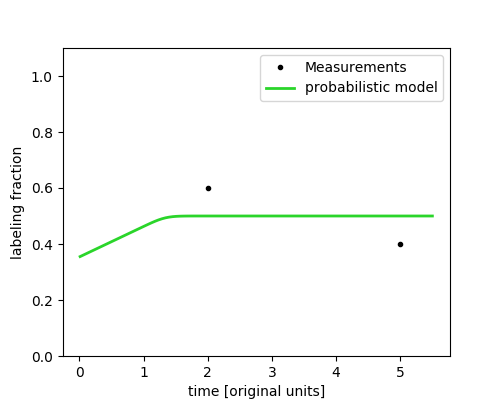 Measurements
probabilistic model
1.0
0.8
0.6
0.4
0.2
0.0
labeling fraction
0 1 2 3 4 5
time [original units]